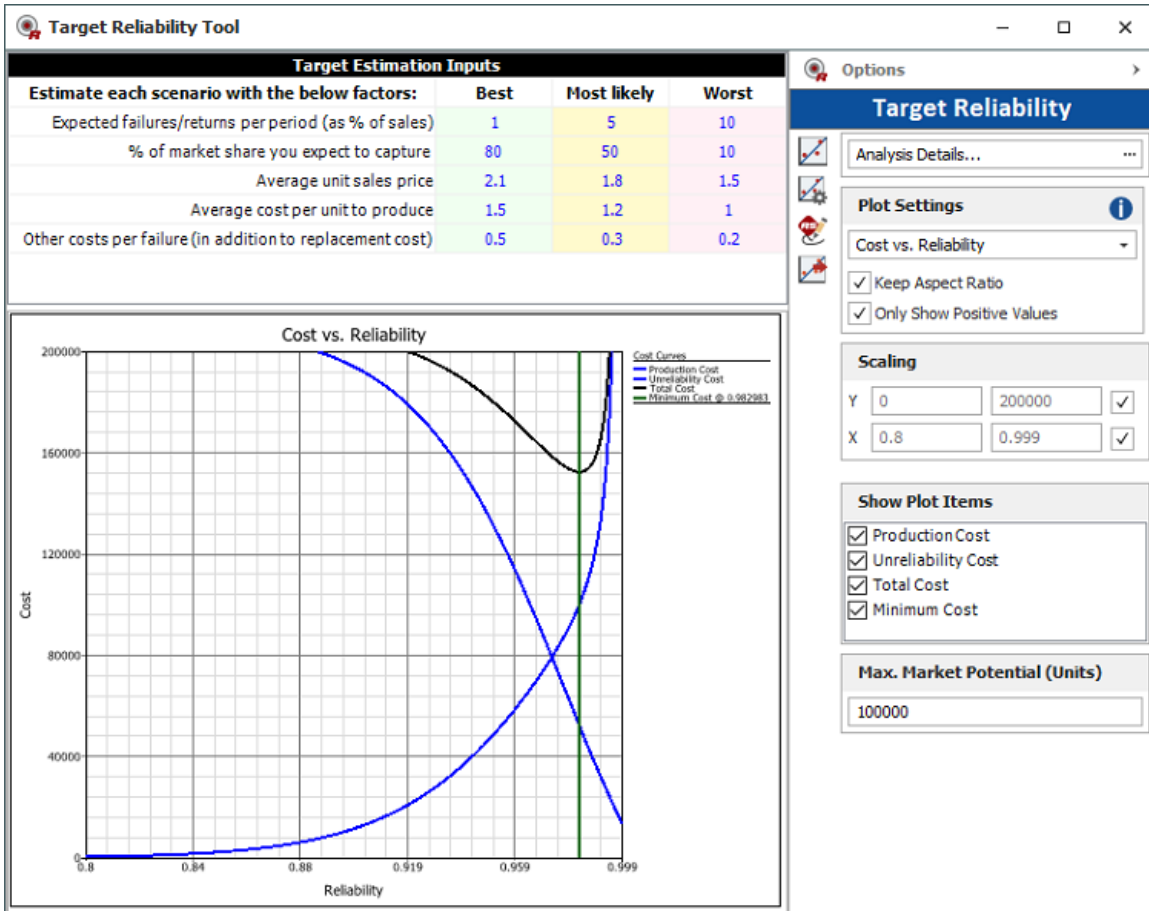 Target Reliability Tool
Target Estimation Inputs
Estimate each scenario with the below factors: Best Most likely Worst
Expected failures/returns per period (as % of sales) 1 5 10
% of market share you expect to capture 80 50 10
Average unit sales price 2.1 1.8 1.5
Average cost per unit to produce 1.5 1.2 1
Other costs per failure (in addition to replacement cost) 0.5 0.3 0.2
Cost vs. Reliability
200000
160000
120000
80000
40000
0
Cost
0.8 0.84 0.88 0.919 0.959 0.999
Reliability
Cost Curves
Production Cost
Unreliability Cost
Total Cost
Minimum Cost @ 0.982983
Options
Target Reliability
Analysis Details...
Plot Settings
Cost vs. Reliability
Keep Aspect Ratio
Only Show Positive Values
Scaling
Y 0 200000
X 0.8 0.999
Show Plot Items
Production Cost
Unreliability Cost
Total Cost
Minimum Cost
Max. Market Potential (Units)
100000